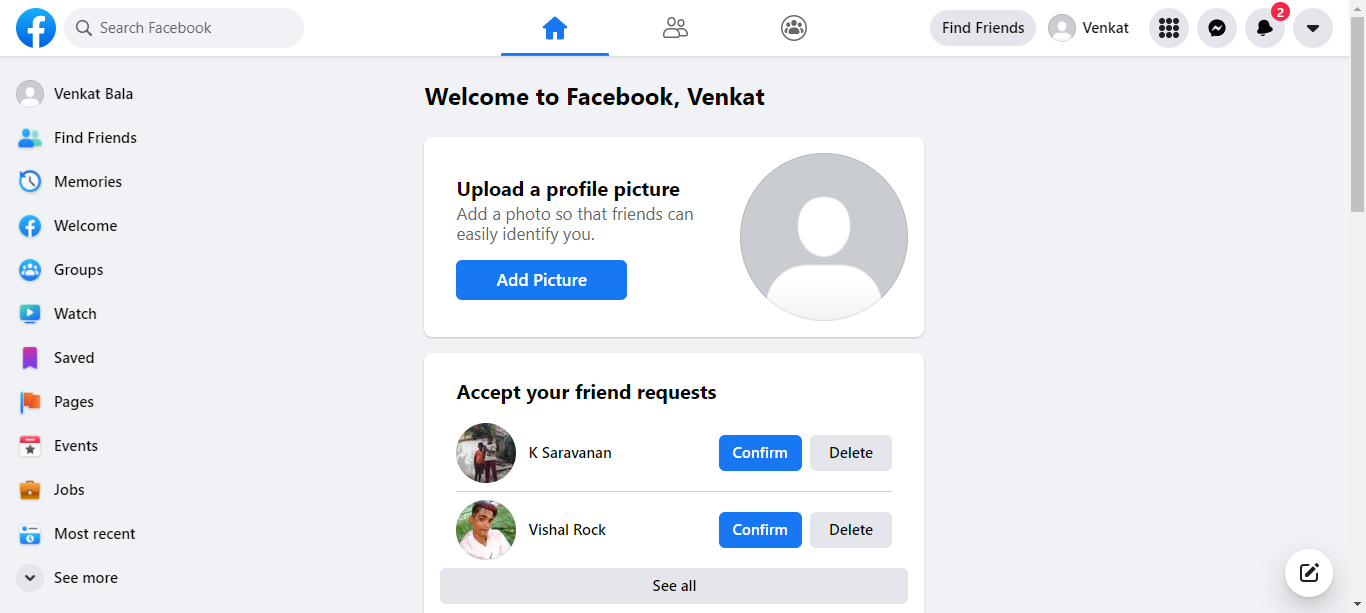 Search Facebook
Find Friends
Venkat
2
Venkat Bala
Find Friends
Memories
Welcome
Groups
Watch
Saved
Pages
Events
Jobs
Most recent
See more
Welcome to Facebook, Venkat
Upload a profile picture
Add a photo so that friends can
easily identify you.
Add Picture
Accept your friend requests
K Saravanan
Confirm
Delete
Vishal Rock
Confirm
Delete
See all